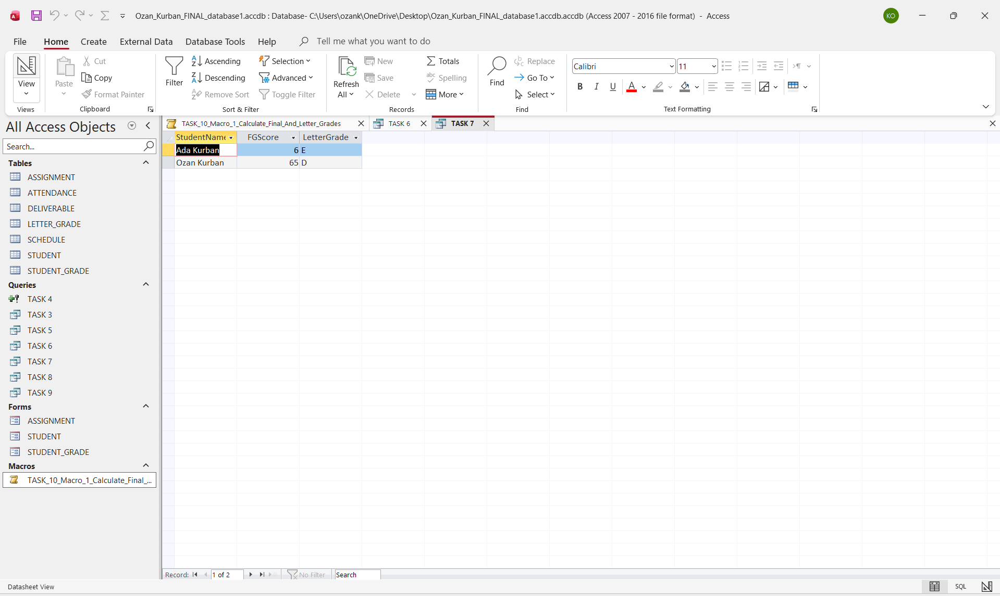 Ozan_Kurban_FINAL_database1.accdb : Database- C:\Users\ozank\OneDrive\Desktop\Ozan_Kurban_FINAL_database1.accdb.accdb (Access 2007 - 2016 file format) - Access
KO
File Home Create External Data Database Tools Help Tell me what you want to do
View
Views
Paste
Cut
Copy
Format Painter
Clipboard
Filter
Ascending
Descending
Remove Sort
Selection
Advanced
Toggle Filter
Sort & Filter
Refresh
All
New
Save
Delete
Totals
Spelling
More
Records
Find
Replace
Go To
Select
Find
Calibri 11
B I U A
Text Formatting
All Access Objects
Search...
Tables
ASSIGNMENT
ATTENDANCE
DELIVERABLE
LETTER_GRADE
SCHEDULE
STUDENT
STUDENT_GRADE
Queries
TASK 4
TASK 3
TASK 5
TASK 6
TASK 7
TASK 8
TASK 9
Forms
ASSIGNMENT
STUDENT
STUDENT_GRADE
Macros
TASK_10_Macro_1_Calculate_Final_...
TASK_10_Macro_1_Calculate_Final_And_Letter_Grades TASK 6 TASK 7
StudentName FGScore LetterGrade
Ada Kurban 6 E
Ozan Kurban 65 D
Record: 1 of 2 No Filter Search
Datasheet View SQL